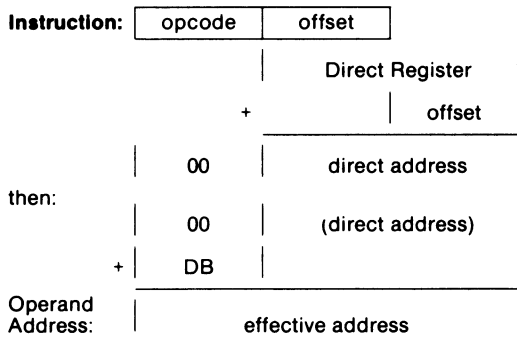 Instruction: opcode offset
Direct Register
+ offset
00 direct address
then:
00 (direct address)
+ DB
Operand
Address: effective address